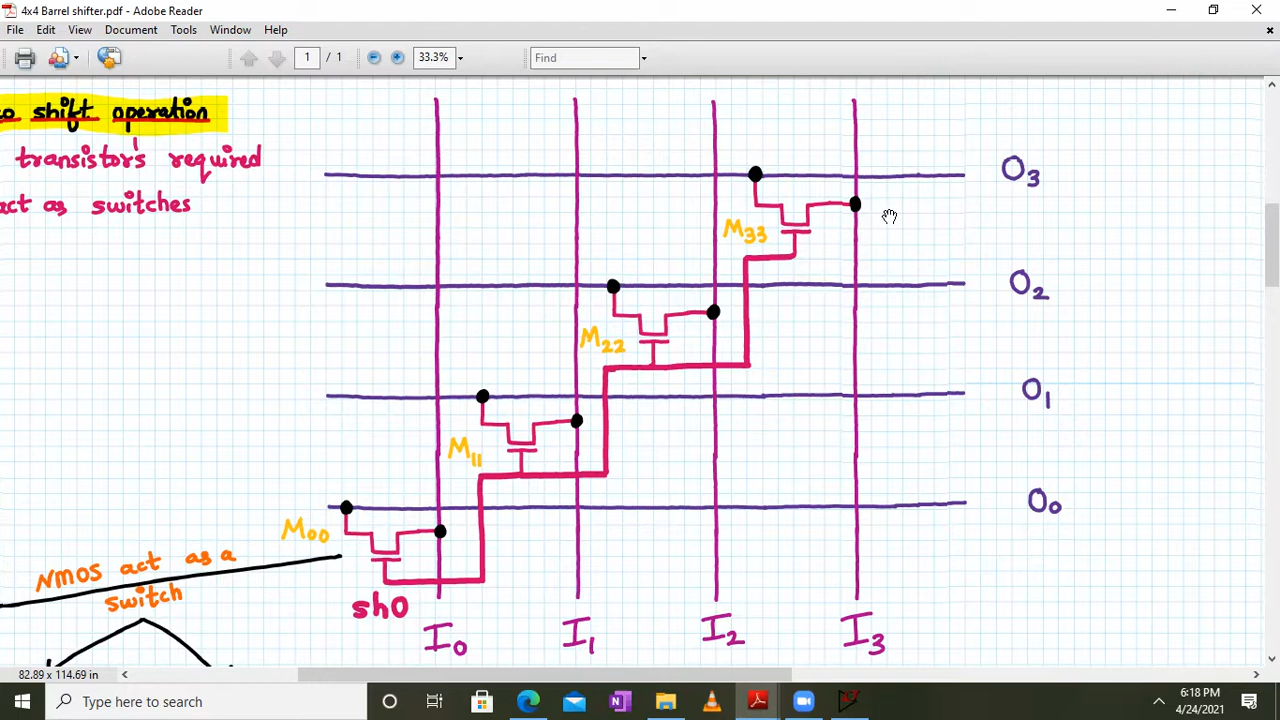 4x4 Barrel shifter.pdf - Adobe Reader
File Edit View Document Tools Window Help
1 / 1 33.3% Find
shift operation
transistors required
as switches
O3
M33
O2
M22
O1
M11
O0
M00
NMOS act as a
switch
sh0
I0 I1 I2 I3
82.89 x 114.69 in
Type here to search
6:18 PM
4/24/2021